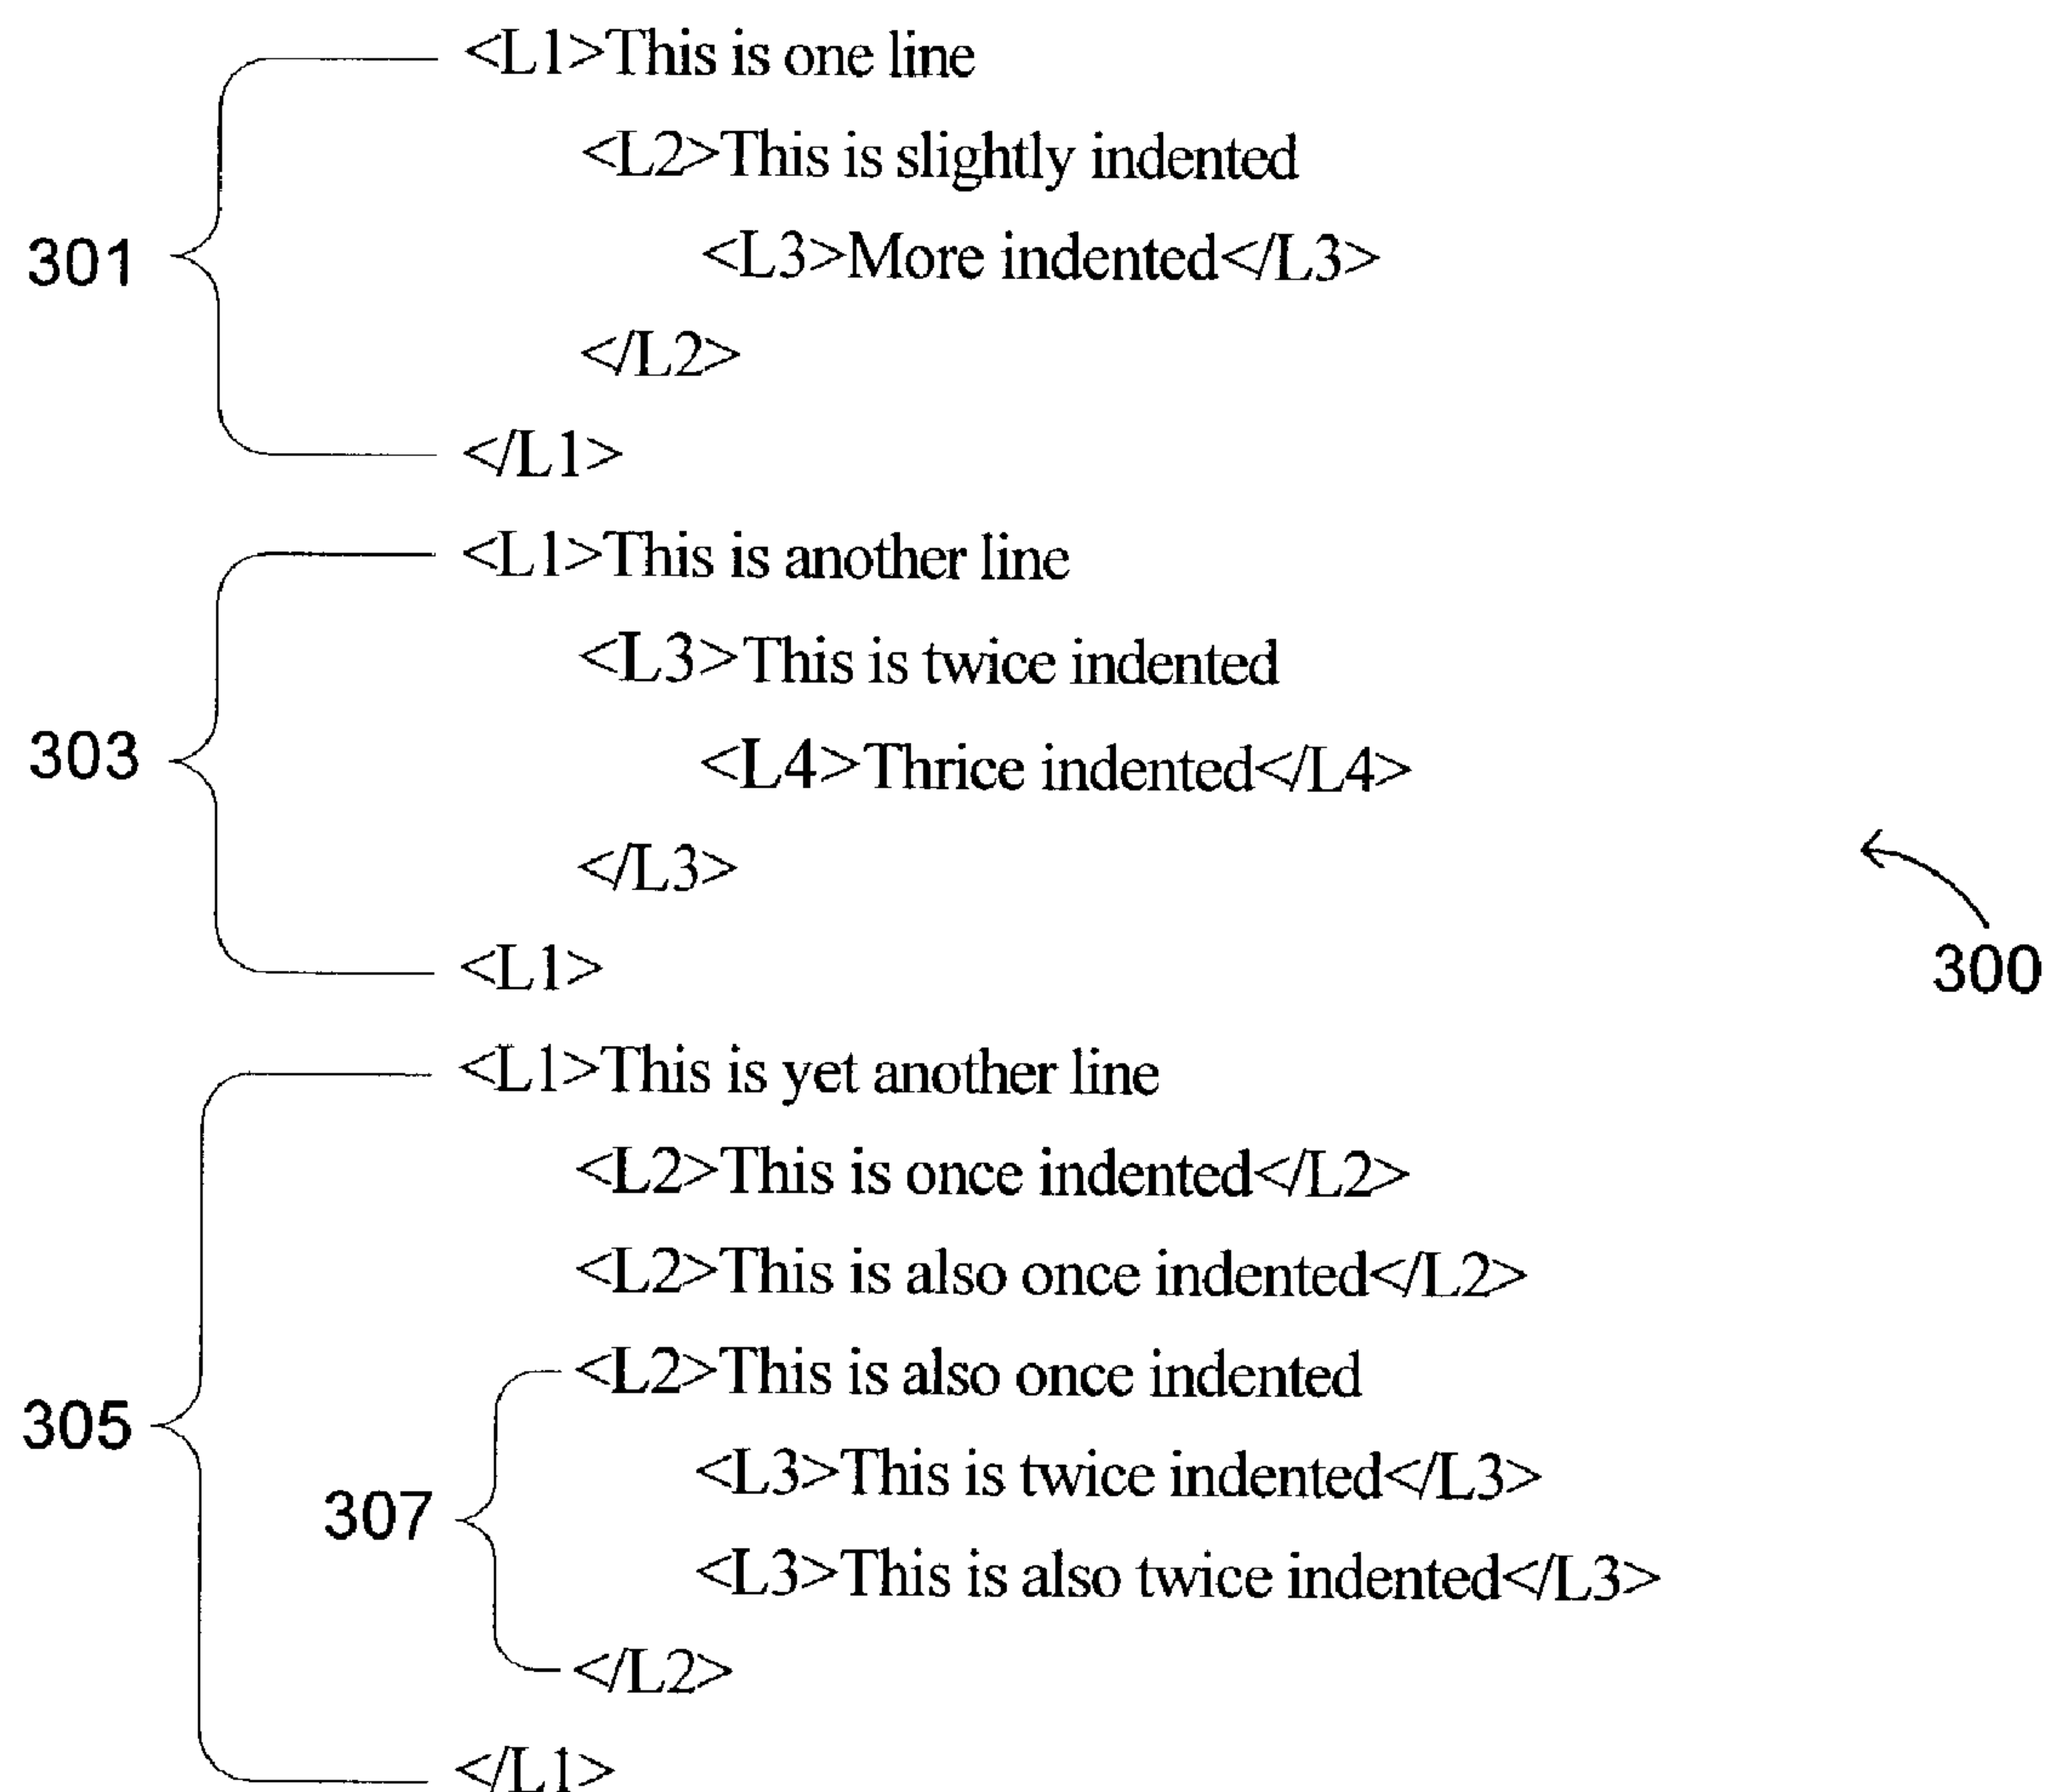 <L1>This is one line
<L2>This is slightly indented
301
<L3>More indented</L3>
</L2>
</L1>
<L1>This is another line
<L3>This is twice indented
303
<L4>Thrice indented</L4>
</L3>
<L1>
300
<L1>This is yet another line
<L2>This is once indented</L2>
<L2>This is also once indented</L2>
<L2>This is also once indented
305
<L3>This is twice indented</L3>
307
<L3>This is also twice indented</L3>
</L2>
</L1>